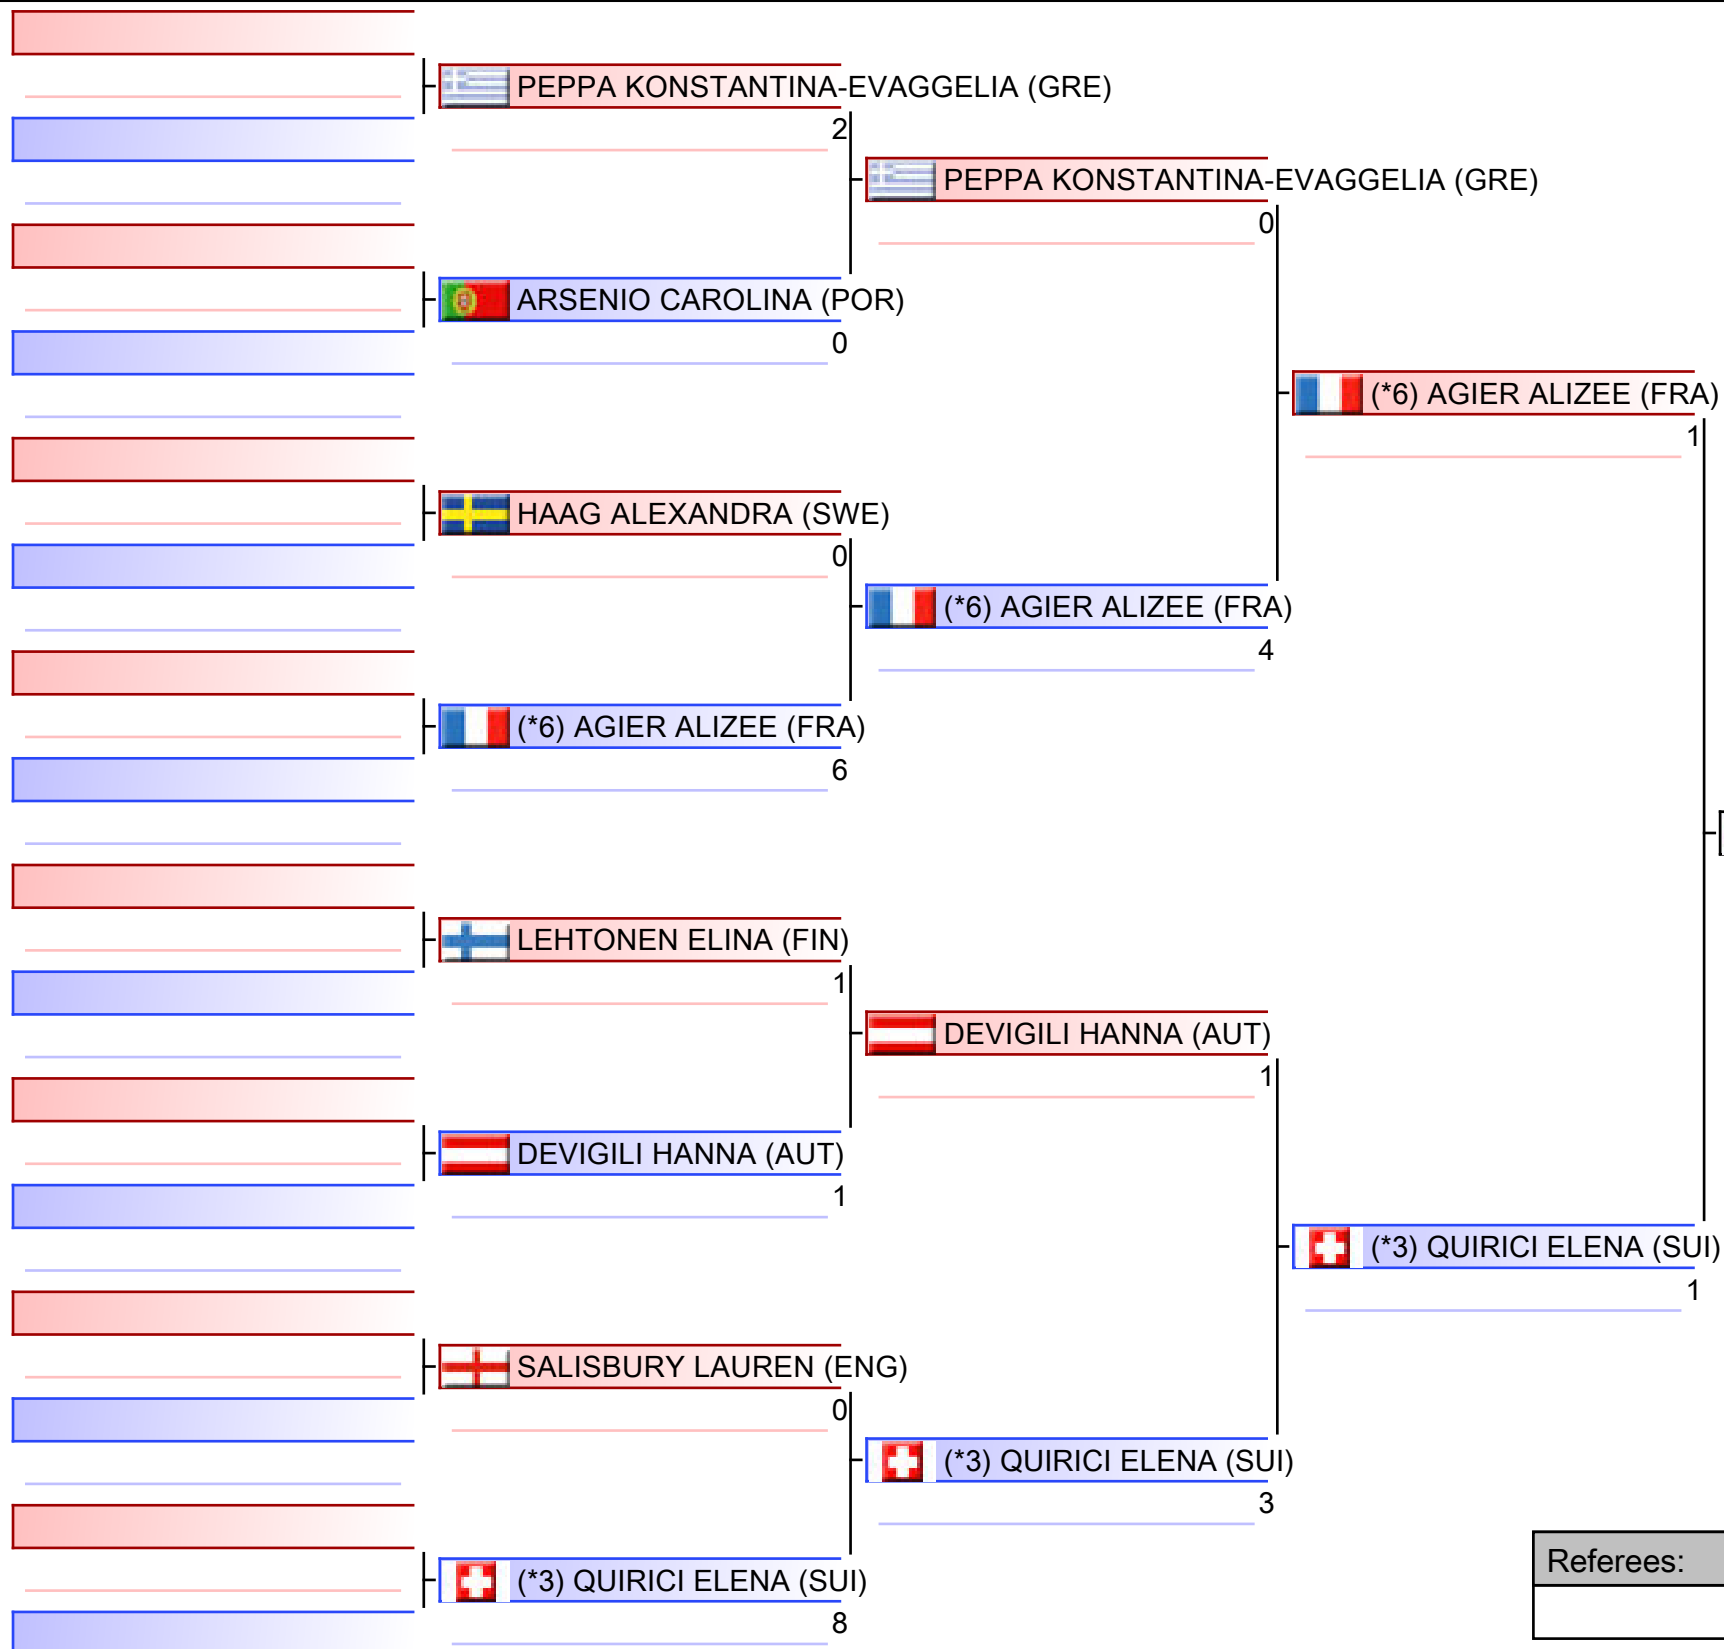 PEPPA KONSTANTINA-EVAGGELIA (GRE)
2
PEPPA KONSTANTINA-EVAGGELIA (GRE)
0
ARSENIO CAROLINA (POR)
0
(*6) AGIER ALIZEE (FRA)
1
HAAG ALEXANDRA (SWE)
0
(*6) AGIER ALIZEE (FRA)
4
(*6) AGIER ALIZEE (FRA)
6
LEHTONEN ELINA (FIN)
1
DEVIGILI HANNA (AUT)
1
DEVIGILI HANNA (AUT)
1
(*3) QUIRICI ELENA (SUI)
1
SALISBURY LAUREN (ENG)
0
(*3) QUIRICI ELENA (SUI)
3
Referees:
(*3) QUIRICI ELENA (SUI)
8